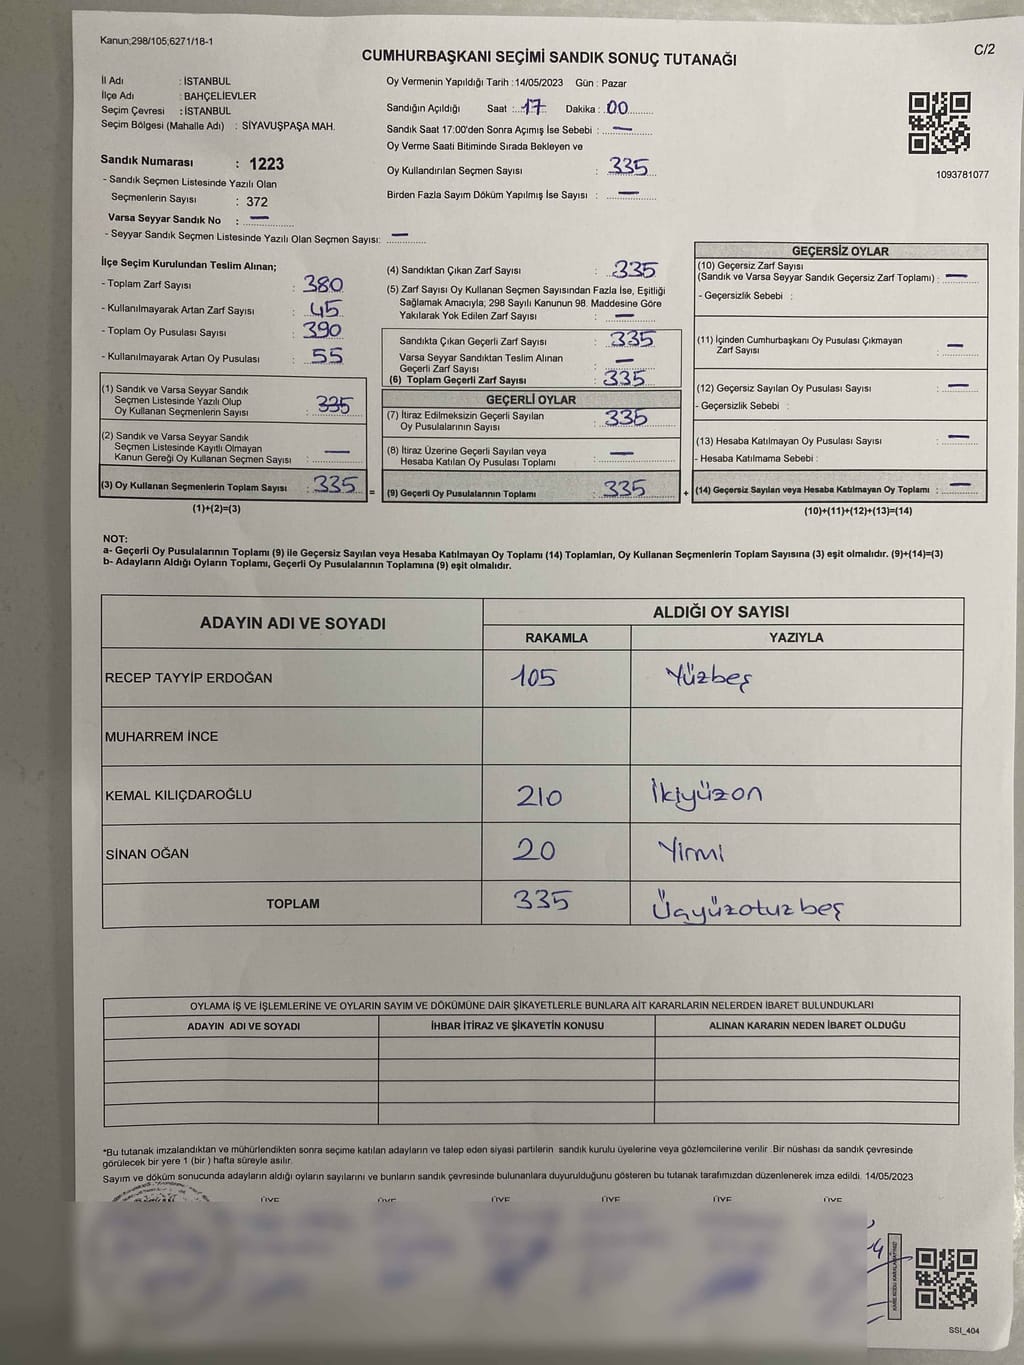 Kanun;298/105;6271/18-1
C/2
CUMHURBAŞKANI SEÇİMİ SANDIK SONUÇ TUTANAĞI
İl Adı : İSTANBUL
İlçe Adı : BAHÇELİEVLER
Seçim Çevresi : İSTANBUL
Seçim Bölgesi (Mahalle Adı) : SİYAVUŞPAŞA MAH.
Sandık Numarası : 1223
- Sandık Seçmen Listesinde Yazılı Olan
Seçmenlerin Sayısı : 372
Varsa Seyyar Sandık No : —
- Seyyar Sandık Seçmen Listesinde Yazılı Olan Seçmen Sayısı: —
Oy Vermenin Yapıldığı Tarih : 14/05/2023 Gün : Pazar
Sandığın Açıldığı Saat : 17 Dakika : 00
Sandık Saat 17.00'den Sonra Açımış İse Sebebi : —
Oy Verme Saati Bitiminde Sırada Bekleyen ve
Oy Kullandırılan Seçmen Sayısı : 335
Birden Fazla Sayım Döküm Yapılmış İse Sayısı : —
1093781077
İlçe Seçim Kurulundan Teslim Alınan;
- Toplam Zarf Sayısı : 380
- Kullanılmayarak Artan Zarf Sayısı : 45
- Toplam Oy Pusulası Sayısı : 390
- Kullanılmayarak Artan Oy Pusulası : 55
(1) Sandık ve Varsa Seyyar Sandık
Seçmen Listesinde Yazılı Olup
Oy Kullanan Seçmenlerin Sayısı : 335
(2) Sandık ve Varsa Seyyar Sandık
Seçmen Listesinde Kayıtlı Olmayan
Kanun Gereği Oy Kullanan Seçmen Sayısı : —
(3) Oy Kullanan Seçmenlerin Toplam Sayısı : 335 =
(1)+(2)=(3)
(4) Sandıktan Çıkan Zarf Sayısı : 335
(5) Zarf Sayısı Oy Kullanan Seçmen Sayısından Fazla İse, Eşitliği
Sağlamak Amacıyla; 298 Sayılı Kanunun 98. Maddesine Göre
Yakılarak Yok Edilen Zarf Sayısı : —
Sandıkta Çıkan Geçerli Zarf Sayısı : 335
Varsa Seyyar Sandıktan Teslim Alınan
Geçerli Zarf Sayısı : —
(6) Toplam Geçerli Zarf Sayısı : 335
GEÇERLİ OYLAR
(7) İtiraz Edilmeksizin Geçerli Sayılan
Oy Pusulalarının Sayısı : 335
(8) İtiraz Üzerine Geçerli Sayılan veya
Hesaba Katılan Oy Pusulası Toplamı : —
(9) Geçerli Oy Pusulalarının Toplamı : 335 +
GEÇERSİZ OYLAR
(10) Geçersiz Zarf Sayısı
(Sandık ve Varsa Seyyar Sandık Geçersiz Zarf Toplamı) : —
- Geçersizlik Sebebi :
(11) İçinden Cumhurbaşkanı Oy Pusulası Çıkmayan
Zarf Sayısı : —
(12) Geçersiz Sayılan Oy Pusulası Sayısı : —
- Geçersizlik Sebebi :
(13) Hesaba Katılmayan Oy Pusulası Sayısı : —
- Hesaba Katılmama Sebebi :
(14) Geçersiz Sayılan veya Hesaba Katılmayan Oy Toplamı : —
(10)+(11)+(12)+(13)=(14)
NOT:
a- Geçerli Oy Pusulalarının Toplamı (9) ile Geçersiz Sayılan veya Hesaba Katılmayan Oy Toplamı (14) Toplamları, Oy Kullanan Seçmenlerin Toplam Sayısına (3) eşit olmalıdır. (9)+(14)=(3)
b- Adayların Aldığı Oyların Toplamı, Geçerli Oy Pusulalarının Toplamına (9) eşit olmalıdır.
ADAYIN ADI VE SOYADI ALDIĞI OY SAYISI
RAKAMLA YAZIYLA
RECEP TAYYİP ERDOĞAN 105 Yüzbeş
MUHARREM İNCE
KEMAL KILIÇDAROĞLU 210 İkiyüzon
SİNAN OĞAN 20 Yirmi
TOPLAM 335 Üçyüzotuzbeş
OYLAMA İŞ VE İŞLEMLERİNE VE OYLARIN SAYIM VE DÖKÜMÜNE DAİR ŞİKAYETLERLE BUNLARA AİT KARARLARIN NELERDEN İBARET BULUNDUKLARI
ADAYIN ADI VE SOYADI İHBAR İTİRAZ VE ŞİKAYETİN KONUSU ALINAN KARARIN NEDEN İBARET OLDUĞU
*Bu tutanak imzalandıktan ve mühürlendikten sonra seçime katılan adayların ve talep eden siyasi partilerin sandık kurulu üyelerine veya gözlemcilerine verilir. Bir nüshası da sandık çevresinde
görülecek bir yere 1 (bir) hafta süreyle asılır.
Sayım ve döküm sonucunda adayların aldığı oyların sayılarını ve bunların sandık çevresinde bulunanlara duyurulduğunu gösteren bu tutanak tarafımızdan düzenlenerek imza edildi. 14/05/2023
ÜYE ÜYE ÜYE ÜYE ÜYE ÜYE
SSI_404